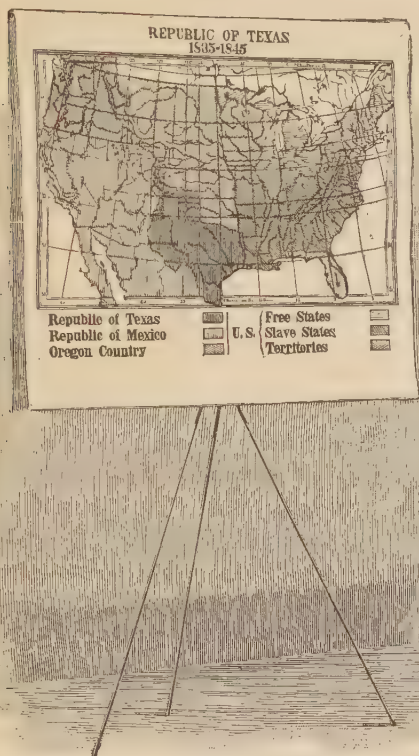 REPUBLIC OF TEXAS
1835-1845
Republic of Texas
Republic of Mexico
Oregon Country
U.S.
Free States
Slave States
Territories